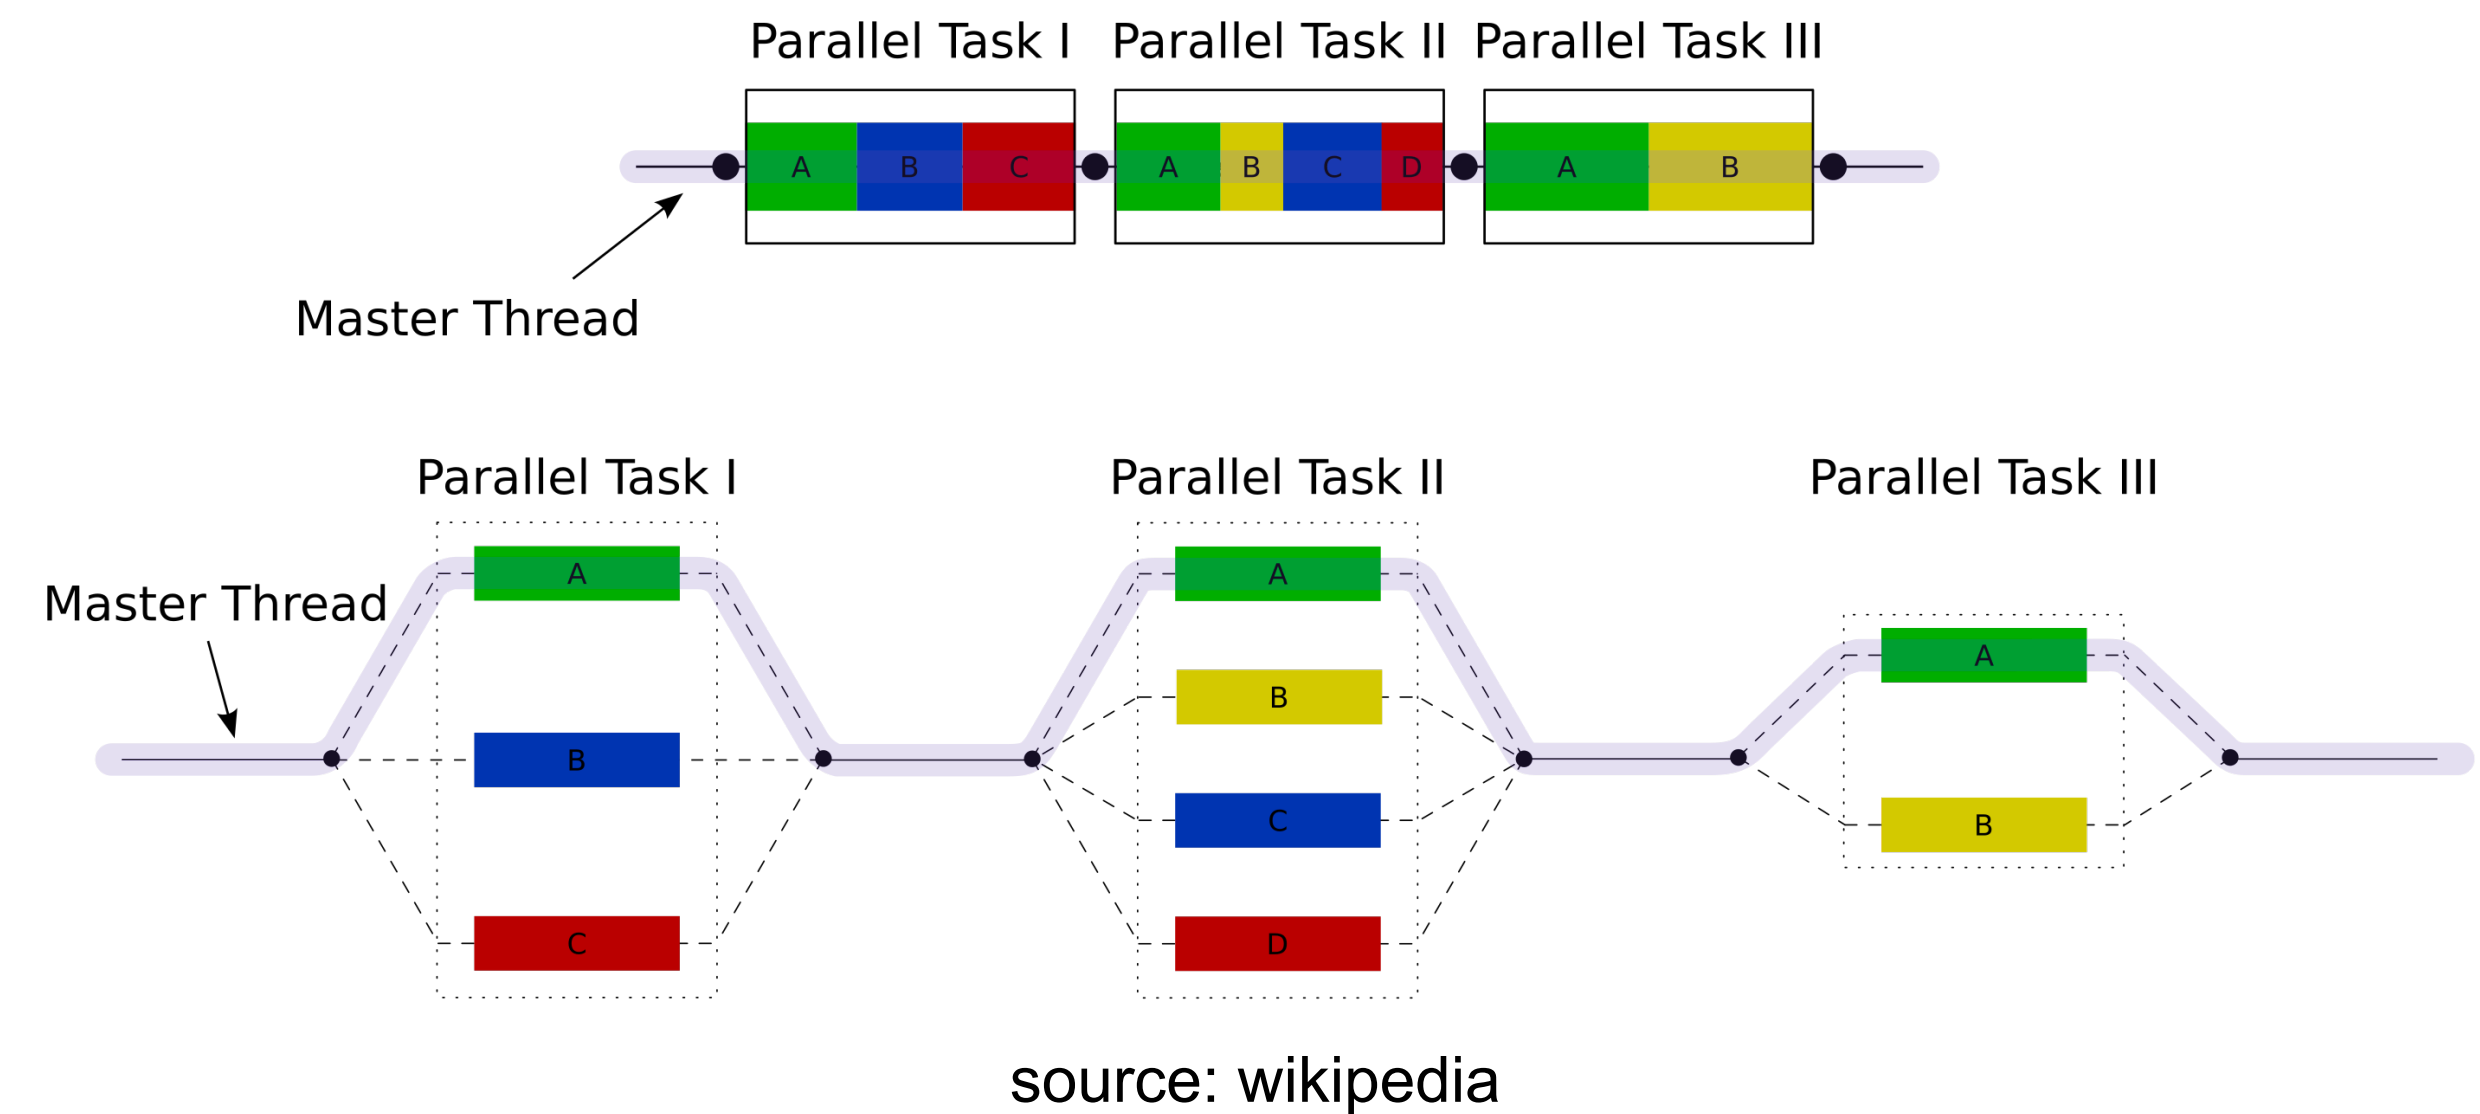 Parallel Task I
Parallel Task II
Parallel Task III
A
B
C
A
B
C
D
A
B
Master Thread
Parallel Task I
Parallel Task II
Parallel Task III
Master Thread
A
B
C
A
B
C
D
A
B
source: wikipedia